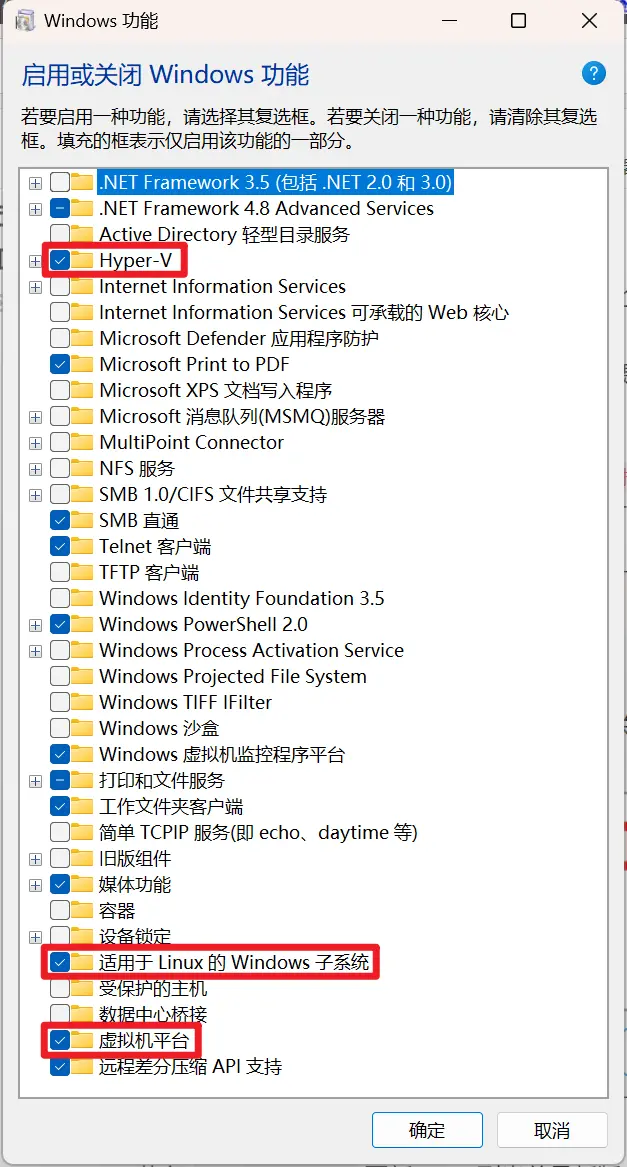 Windows 功能
启用或关闭 Windows 功能
?
若要启用一种功能，请选择其复选框。若要关闭一种功能，请清除其复选
框。填充的框表示仅启用该功能的一部分。
.NET Framework 3.5 (包括 .NET 2.0 和 3.0)
.NET Framework 4.8 Advanced Services
Active Directory 轻型目录服务
Hyper-V
Internet Information Services
Internet Information Services 可承载的 Web 核心
Microsoft Defender 应用程序防护
Microsoft Print to PDF
Microsoft XPS 文档写入程序
Microsoft 消息队列(MSMQ)服务器
MultiPoint Connector
NFS 服务
SMB 1.0/CIFS 文件共享支持
SMB 直通
Telnet 客户端
TFTP 客户端
Windows Identity Foundation 3.5
Windows PowerShell 2.0
Windows Process Activation Service
Windows Projected File System
Windows TIFF IFilter
Windows 沙盒
Windows 虚拟机监控程序平台
打印和文件服务
工作文件夹客户端
简单 TCPIP 服务(即 echo、daytime 等)
旧版组件
媒体功能
容器
设备锁定
适用于 Linux 的 Windows 子系统
受保护的主机
数据中心桥接
虚拟机平台
远程差分压缩 API 支持
确定
取消